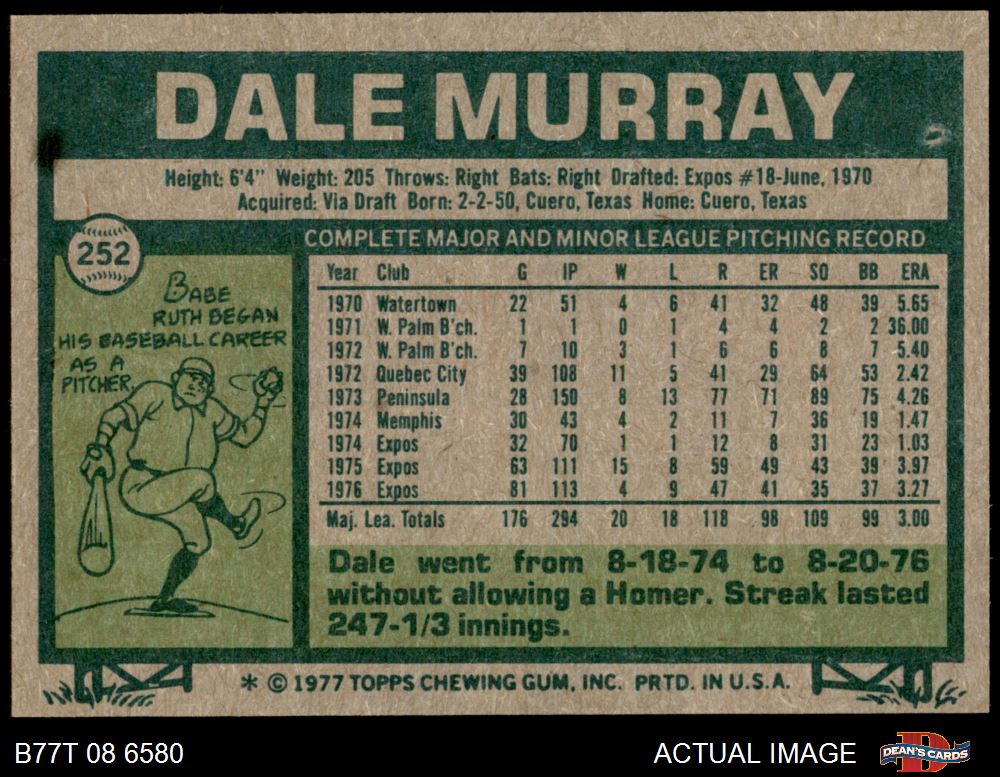 DALE MURRAY
Height: 6'4" Weight: 205 Throws: Right Bats: Right Drafted: Expos #18-June, 1970
Acquired: Via Draft Born: 2-2-50, Cuero, Texas Home: Cuero, Texas
252
BABE
RUTH BEGAN
HIS BASEBALL CAREER
AS A
PITCHER.
COMPLETE MAJOR AND MINOR LEAGUE PITCHING RECORD
Year Club G IP W L R ER SO BB ERA
1970 Watertown 22 51 4 6 41 32 48 39 5.65
1971 W. Palm B'ch. 1 1 0 1 4 4 2 2 36.00
1972 W. Palm B'ch. 7 10 3 1 6 6 8 7 5.40
1972 Quebec City 39 108 11 5 41 29 64 53 2.42
1973 Peninsula 28 150 8 13 77 71 89 75 4.26
1974 Memphis 30 43 4 2 11 7 36 19 1.47
1974 Expos 32 70 1 1 12 8 31 23 1.03
1975 Expos 63 111 15 8 59 49 43 39 3.97
1976 Expos 81 113 4 9 47 41 35 37 3.27
Maj. Lea. Totals 176 294 20 18 118 98 109 99 3.00
Dale went from 8-18-74 to 8-20-76
without allowing a Homer. Streak lasted
247-1/3 innings.
* © 1977 TOPPS CHEWING GUM, INC. PRTD. IN U.S.A.
B77T 08 6580
ACTUAL IMAGE
DEAN'S CARDS